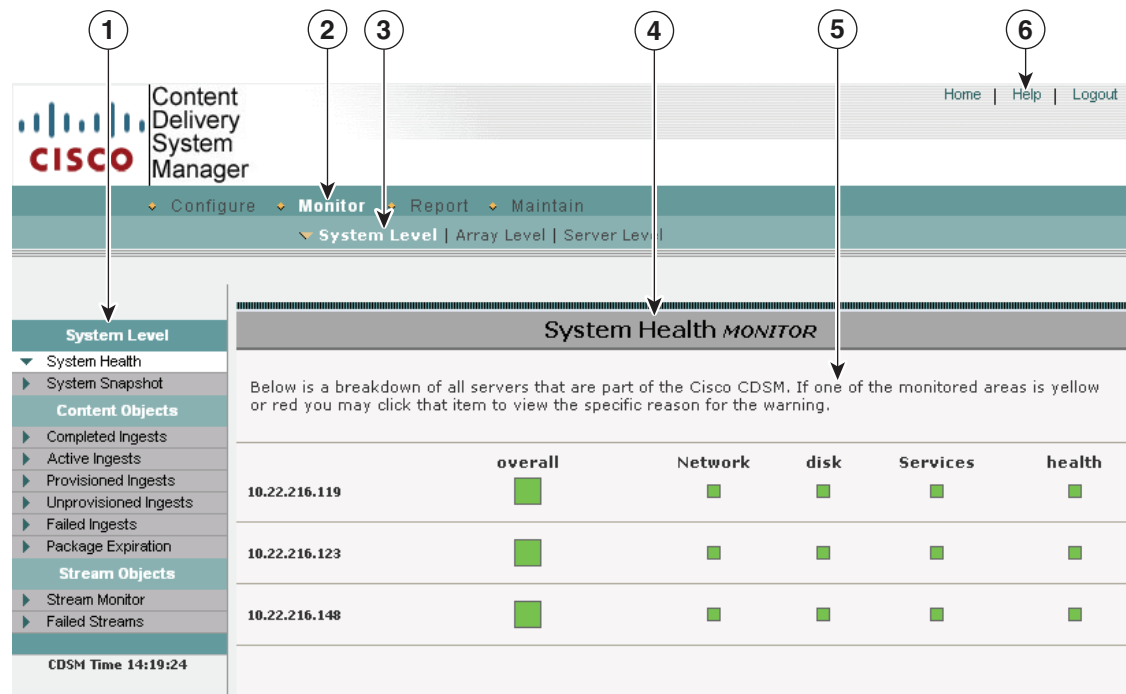 1 2 3 4 5 6
Content
Delivery
System
Manager
CISCO
Home | Help | Logout
Configure Monitor Report Maintain
System Level | Array Level | Server Level
System Level
System Health
System Snapshot
Content Objects
Completed Ingests
Active Ingests
Provisioned Ingests
Unprovisioned Ingests
Failed Ingests
Package Expiration
Stream Objects
Stream Monitor
Failed Streams
CDSM Time 14:19:24
System Health MONITOR
Below is a breakdown of all servers that are part of the Cisco CDSM. If one of the monitored areas is yellow
or red you may click that item to view the specific reason for the warning.
overall Network disk Services health
10.22.216.119
10.22.216.123
10.22.216.148